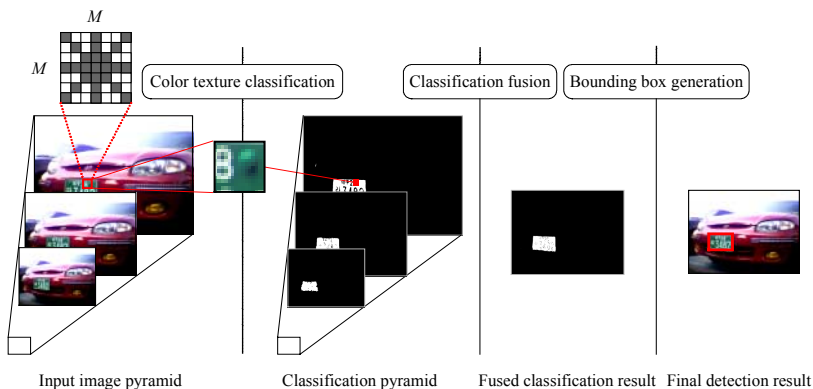 M
M
Color texture classification
Classification fusion
Bounding box generation
Input image pyramid
Classification pyramid
Fused classification result
Final detection result